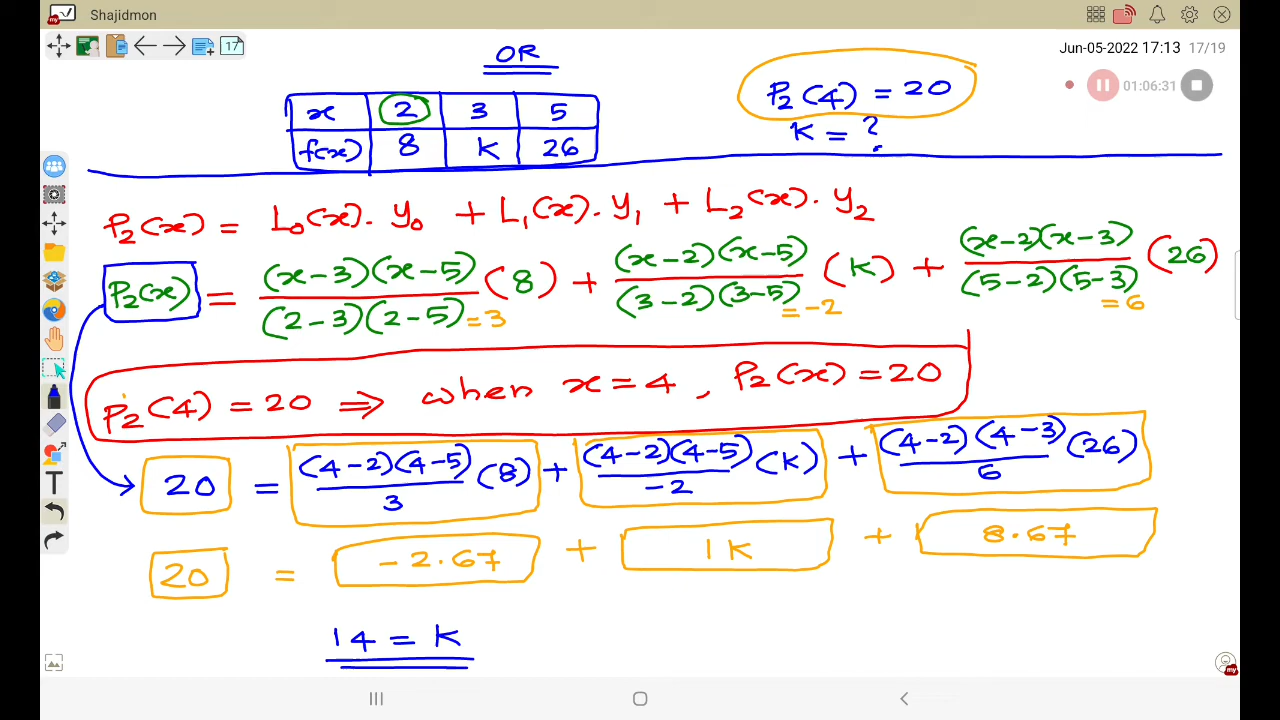 Shajidmon
17
Jun-05-2022 17:13 17/19
01:06:31
OR
x 2 3 5
f(x) 8 K 26
P₂(4) = 20
K = ?
P₂(x) = L₀(x). y₀ + L₁(x). y₁ + L₂(x). y₂
P₂(x) = (x-3)(x-5)/(2-3)(2-5) =3 (8) + (x-2)(x-5)/(3-2)(3-5) =-2 (K) + (x-2)(x-3)/(5-2)(5-3) =6 (26)
P₂(4) = 20 ⇒ when x = 4, P₂(x) = 20
20 = (4-2)(4-5)/3 (8) + (4-2)(4-5)/-2 (K) + (4-2)(4-3)/6 (26)
20 = -2.67 + 1K + 8.67
14 = K